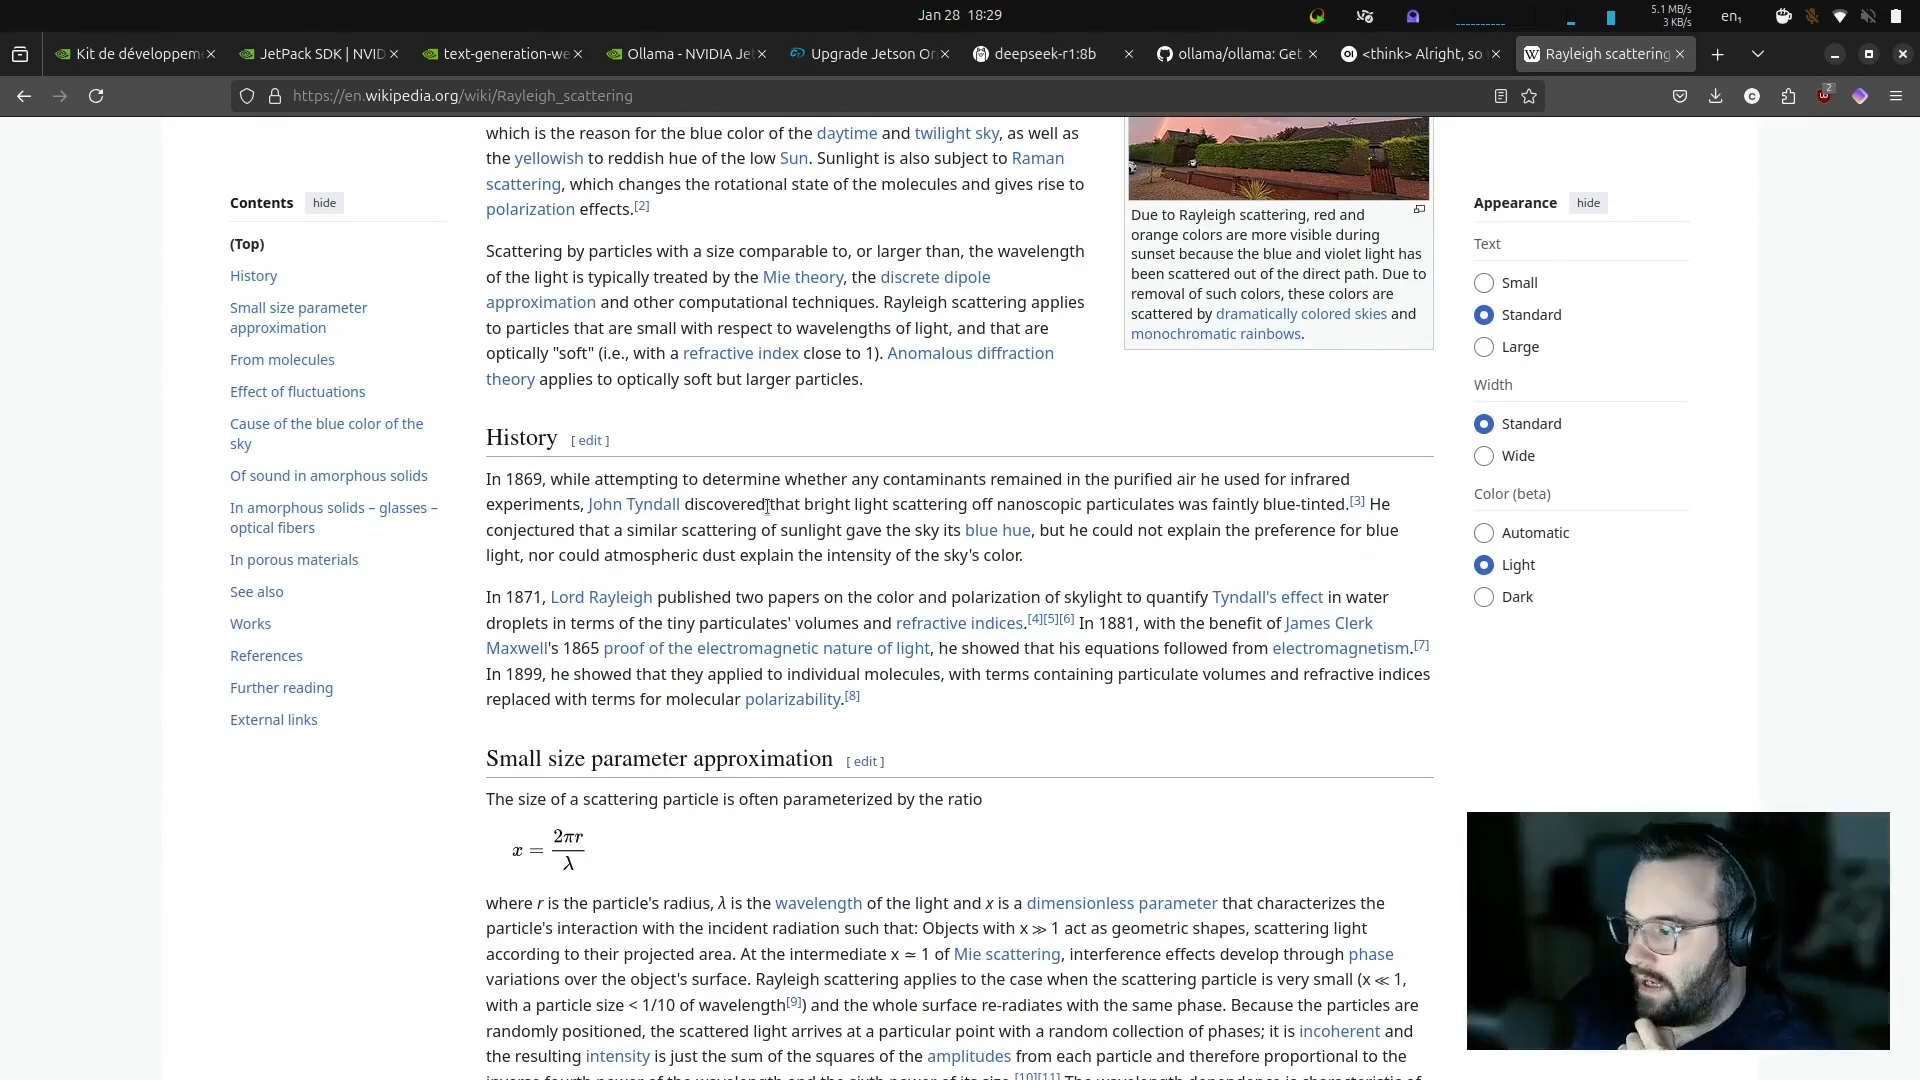 Jan 28  18:29
5.1 MB/s
3 KB/s
en₁
Kit de développem
JetPack SDK | NVID
text-generation-we
Ollama - NVIDIA Jet
Upgrade Jetson Or
deepseek-r1:8b
ollama/ollama: Get
<think> Alright, so
Rayleigh scattering
https://en.wikipedia.org/wiki/Rayleigh_scattering
2
Contents hide
(Top)
History
Small size parameter
approximation
From molecules
Effect of fluctuations
Cause of the blue color of the
sky
Of sound in amorphous solids
In amorphous solids – glasses –
optical fibers
In porous materials
See also
Works
References
Further reading
External links
which is the reason for the blue color of the daytime and twilight sky, as well as
the yellowish to reddish hue of the low Sun. Sunlight is also subject to Raman
scattering, which changes the rotational state of the molecules and gives rise to
polarization effects.[2]
Scattering by particles with a size comparable to, or larger than, the wavelength
of the light is typically treated by the Mie theory, the discrete dipole
approximation and other computational techniques. Rayleigh scattering applies
to particles that are small with respect to wavelengths of light, and that are
optically "soft" (i.e., with a refractive index close to 1). Anomalous diffraction
theory applies to optically soft but larger particles.
Due to Rayleigh scattering, red and
orange colors are more visible during
sunset because the blue and violet light has
been scattered out of the direct path. Due to
removal of such colors, these colors are
scattered by dramatically colored skies and
monochromatic rainbows.
History [ edit ]
In 1869, while attempting to determine whether any contaminants remained in the purified air he used for infrared
experiments, John Tyndall discovered that bright light scattering off nanoscopic particulates was faintly blue-tinted.[3] He
conjectured that a similar scattering of sunlight gave the sky its blue hue, but he could not explain the preference for blue
light, nor could atmospheric dust explain the intensity of the sky's color.
In 1871, Lord Rayleigh published two papers on the color and polarization of skylight to quantify Tyndall's effect in water
droplets in terms of the tiny particulates' volumes and refractive indices.[4][5][6] In 1881, with the benefit of James Clerk
Maxwell's 1865 proof of the electromagnetic nature of light, he showed that his equations followed from electromagnetism.[7]
In 1899, he showed that they applied to individual molecules, with terms containing particulate volumes and refractive indices
replaced with terms for molecular polarizability.[8]
Small size parameter approximation [ edit ]
The size of a scattering particle is often parameterized by the ratio
x = 2πr / λ
where r is the particle's radius, λ is the wavelength of the light and x is a dimensionless parameter that characterizes the
particle's interaction with the incident radiation such that: Objects with x ≫ 1 act as geometric shapes, scattering light
according to their projected area. At the intermediate x ≃ 1 of Mie scattering, interference effects develop through phase
variations over the object's surface. Rayleigh scattering applies to the case when the scattering particle is very small (x ≪ 1,
with a particle size < 1/10 of wavelength[9]) and the whole surface re-radiates with the same phase. Because the particles are
randomly positioned, the scattered light arrives at a particular point with a random collection of phases; it is incoherent and
the resulting intensity is just the sum of the squares of the amplitudes from each particle and therefore proportional to the
inverse fourth power of the wavelength and the sixth power of its size.[10][11] The wavelength dependence is characteristic of
Appearance hide
Text
Small
Standard
Large
Width
Standard
Wide
Color (beta)
Automatic
Light
Dark